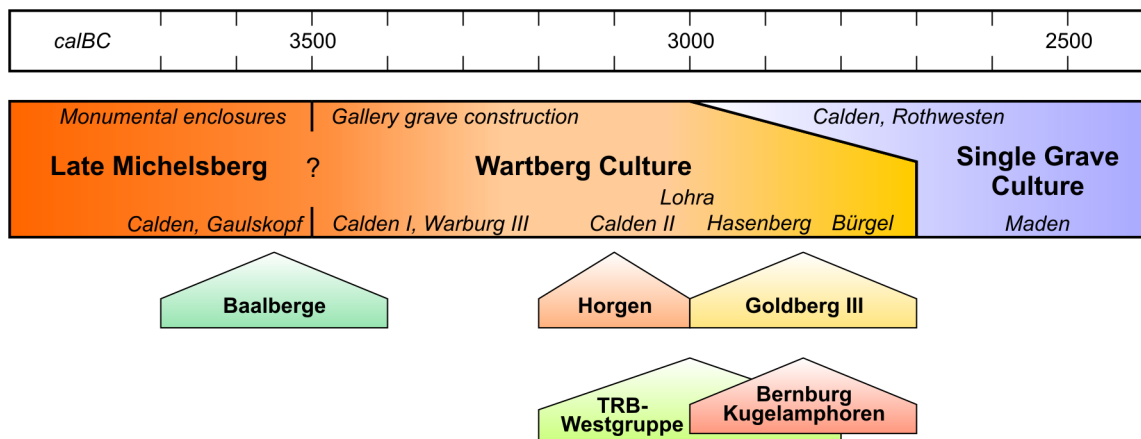 calBC 3500 3000 2500
Monumental enclosures Gallery grave construction Calden, Rothwesten
Late Michelsberg ? Wartberg Culture Single Grave
Culture
Lohra
Calden, Gaulskopf Calden I, Warburg III Calden II Hasenberg Bürgel Maden
Baalberge Horgen Goldberg III
TRB-
Westgruppe
Bernburg
Kugelamphoren